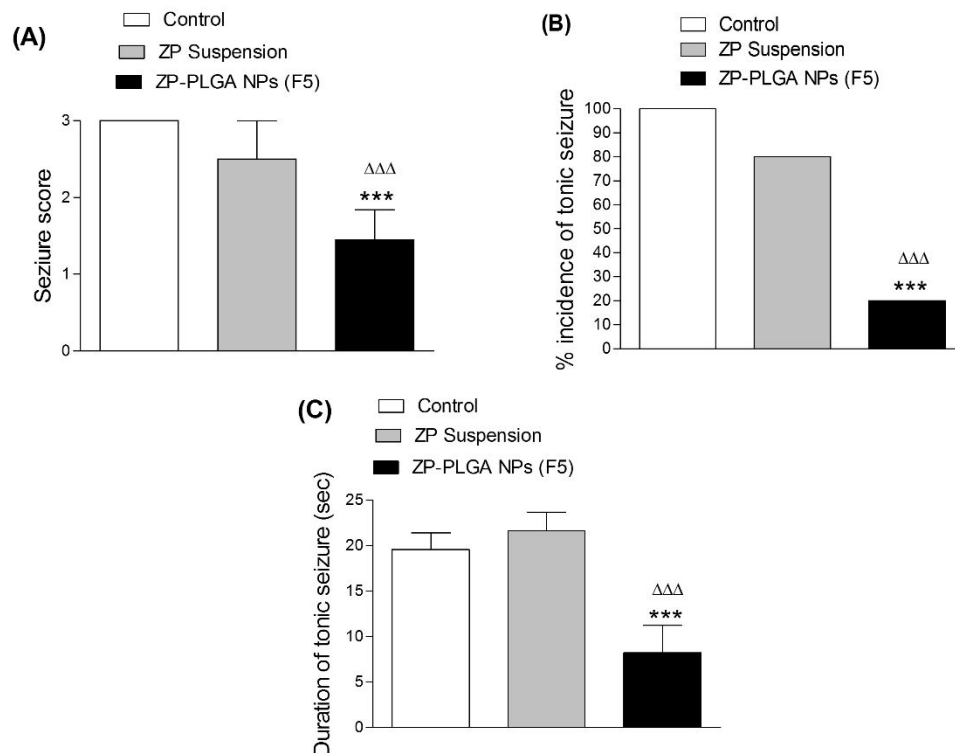 (A)
Control
ZP Suspension
ZP-PLGA NPs (F5)
Seziure score
3
2
1
0
ΔΔΔ
***
(B)
Control
ZP Suspension
ZP-PLGA NPs (F5)
% incidence of tonic seizure
100
90
80
70
60
50
40
30
20
10
0
ΔΔΔ
***
(C)
Control
ZP Suspension
ZP-PLGA NPs (F5)
Duration of tonic seizure (sec)
25
20
15
10
5
0
ΔΔΔ
***